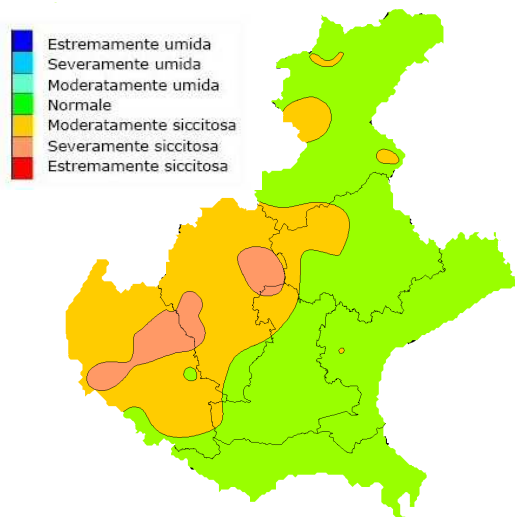 Estremamente umida
Severamente umida
Moderatamente umida
Normale
Moderatamente siccitosa
Severamente siccitosa
Estremamente siccitosa